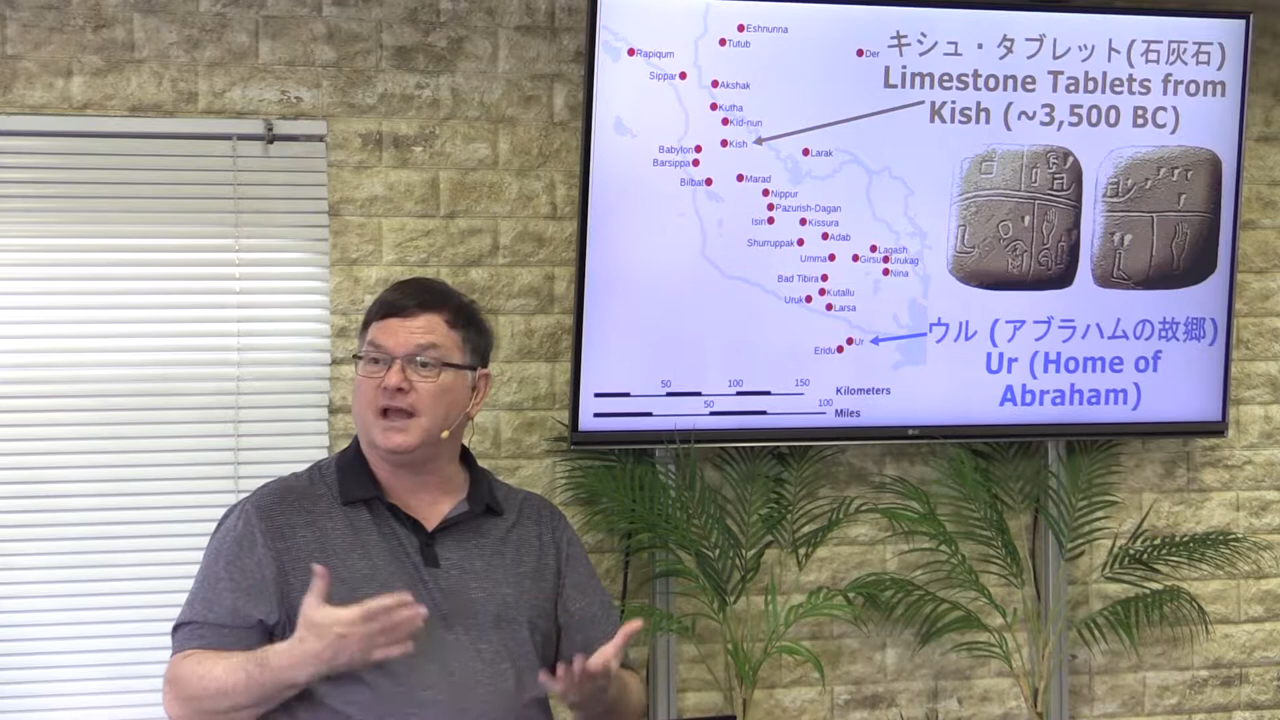 キシュ・タブレット(石灰石)
Limestone Tablets from
Kish (~3,500 BC)
Eshnunna
Tutub
Rapiqum
Der
Sippar
Akshak
Kutha
Kid-nun
Kish
Babylon
Larak
Barsippa
Bilbat
Marad
Nippur
Pazurish-Dagan
Isin
Kissura
Adab
Shurruppak
Lagash
Umma
Girsu
Urukag
Nina
Bad Tibira
Kutallu
Uruk
Larsa
Ur
Eridu
ウル (アブラハムの故郷)
Ur (Home of
Abraham)
50 100 150
Kilometers
50 100
Miles
LG